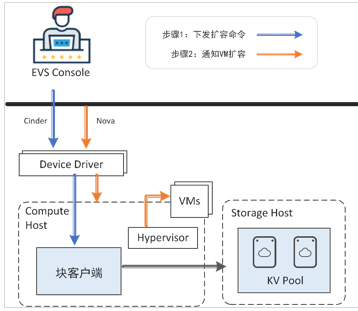 步骤1：下发扩容命令
步骤2：通知VM扩容
EVS Console
Cinder
Nova
Device Driver
Compute
Host
VMs
Hypervisor
块客户端
Storage Host
KV Pool